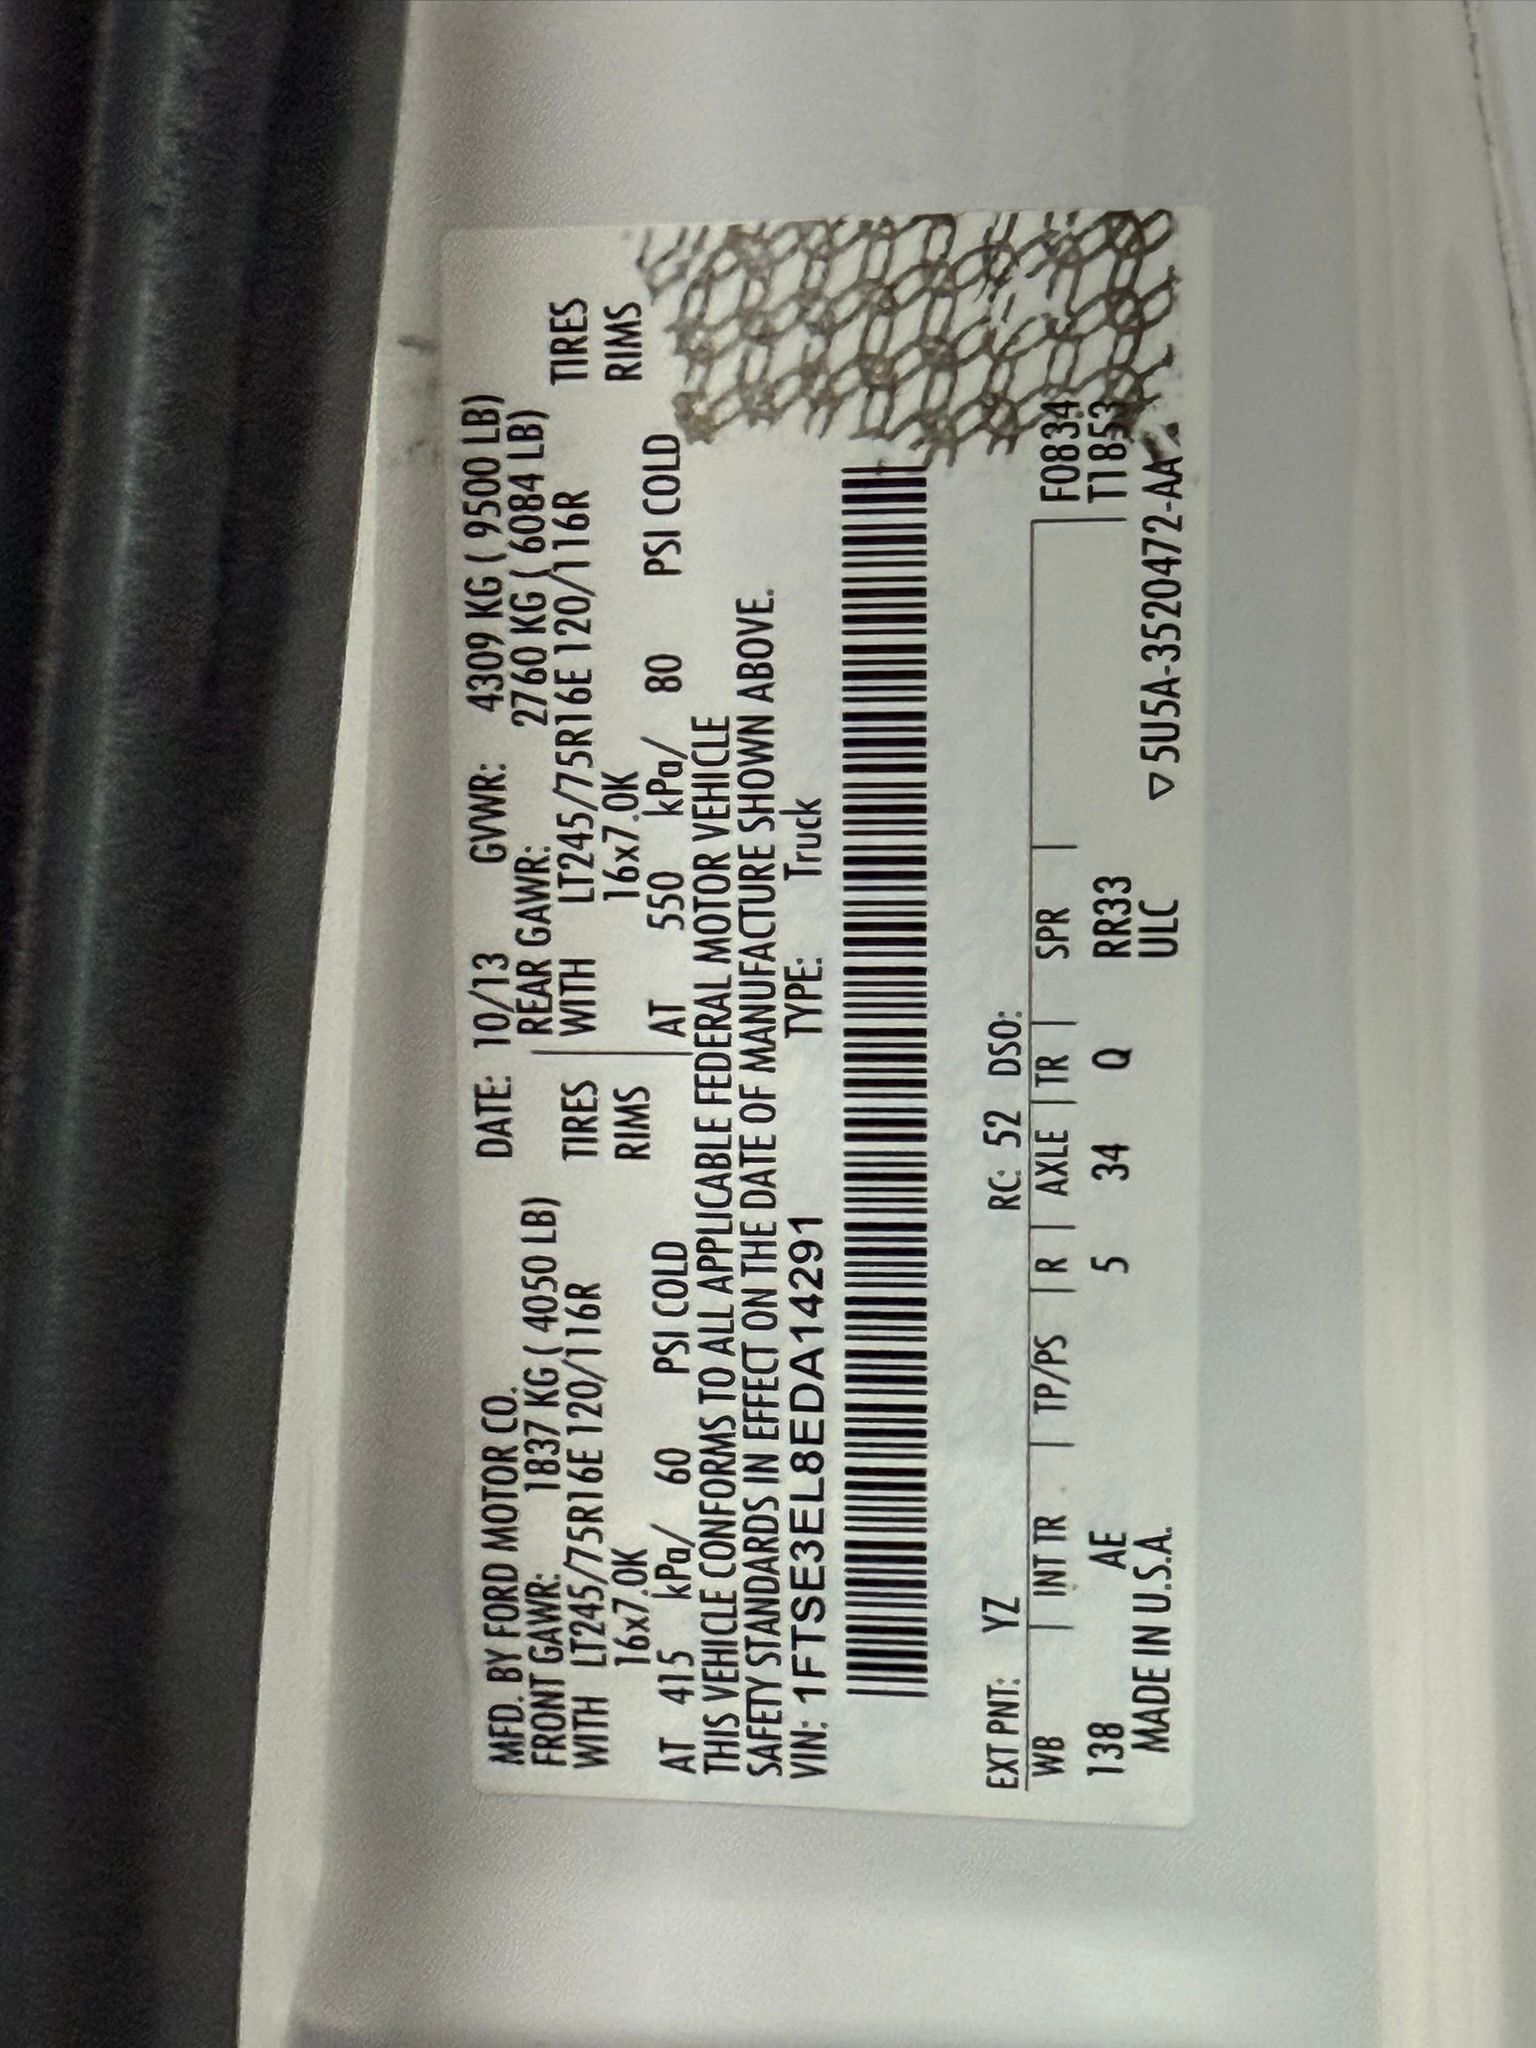 MFD. BY FORD MOTOR CO. DATE: 10/13 GVWR: 4309 KG ( 9500 LB)
FRONT GAWR: 1837 KG ( 4050 LB) REAR GAWR: 2760 KG ( 6084 LB)
WITH LT245/75R16E 120/116R TIRES WITH LT245/75R16E 120/116R TIRES
16x7.0K RIMS 16x7.0K RIMS
AT 415 kPa/ 60 PSI COLD AT 550 kPa/ 80 PSI COLD
THIS VEHICLE CONFORMS TO ALL APPLICABLE FEDERAL MOTOR VEHICLE
SAFETY STANDARDS IN EFFECT ON THE DATE OF MANUFACTURE SHOWN ABOVE.
VIN: 1FTSE3EL8EDA14291 TYPE: Truck
EXT PNT: YZ RC: 52 DSO:
WB | INT TR | TP/PS | R | AXLE | TR | SPR | F0834
138 AE 5 34 Q RR33 T1853
MADE IN U.S.A. ULC ▽5U5A-3520472-AA